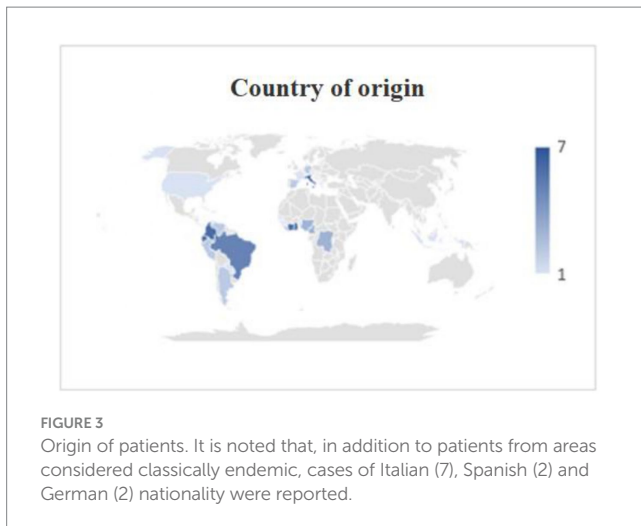 Country of origin
7
1
FIGURE 3
Origin of patients. It is noted that, in addition to patients from areas
considered classically endemic, cases of Italian (7), Spanish (2) and
German (2) nationality were reported.